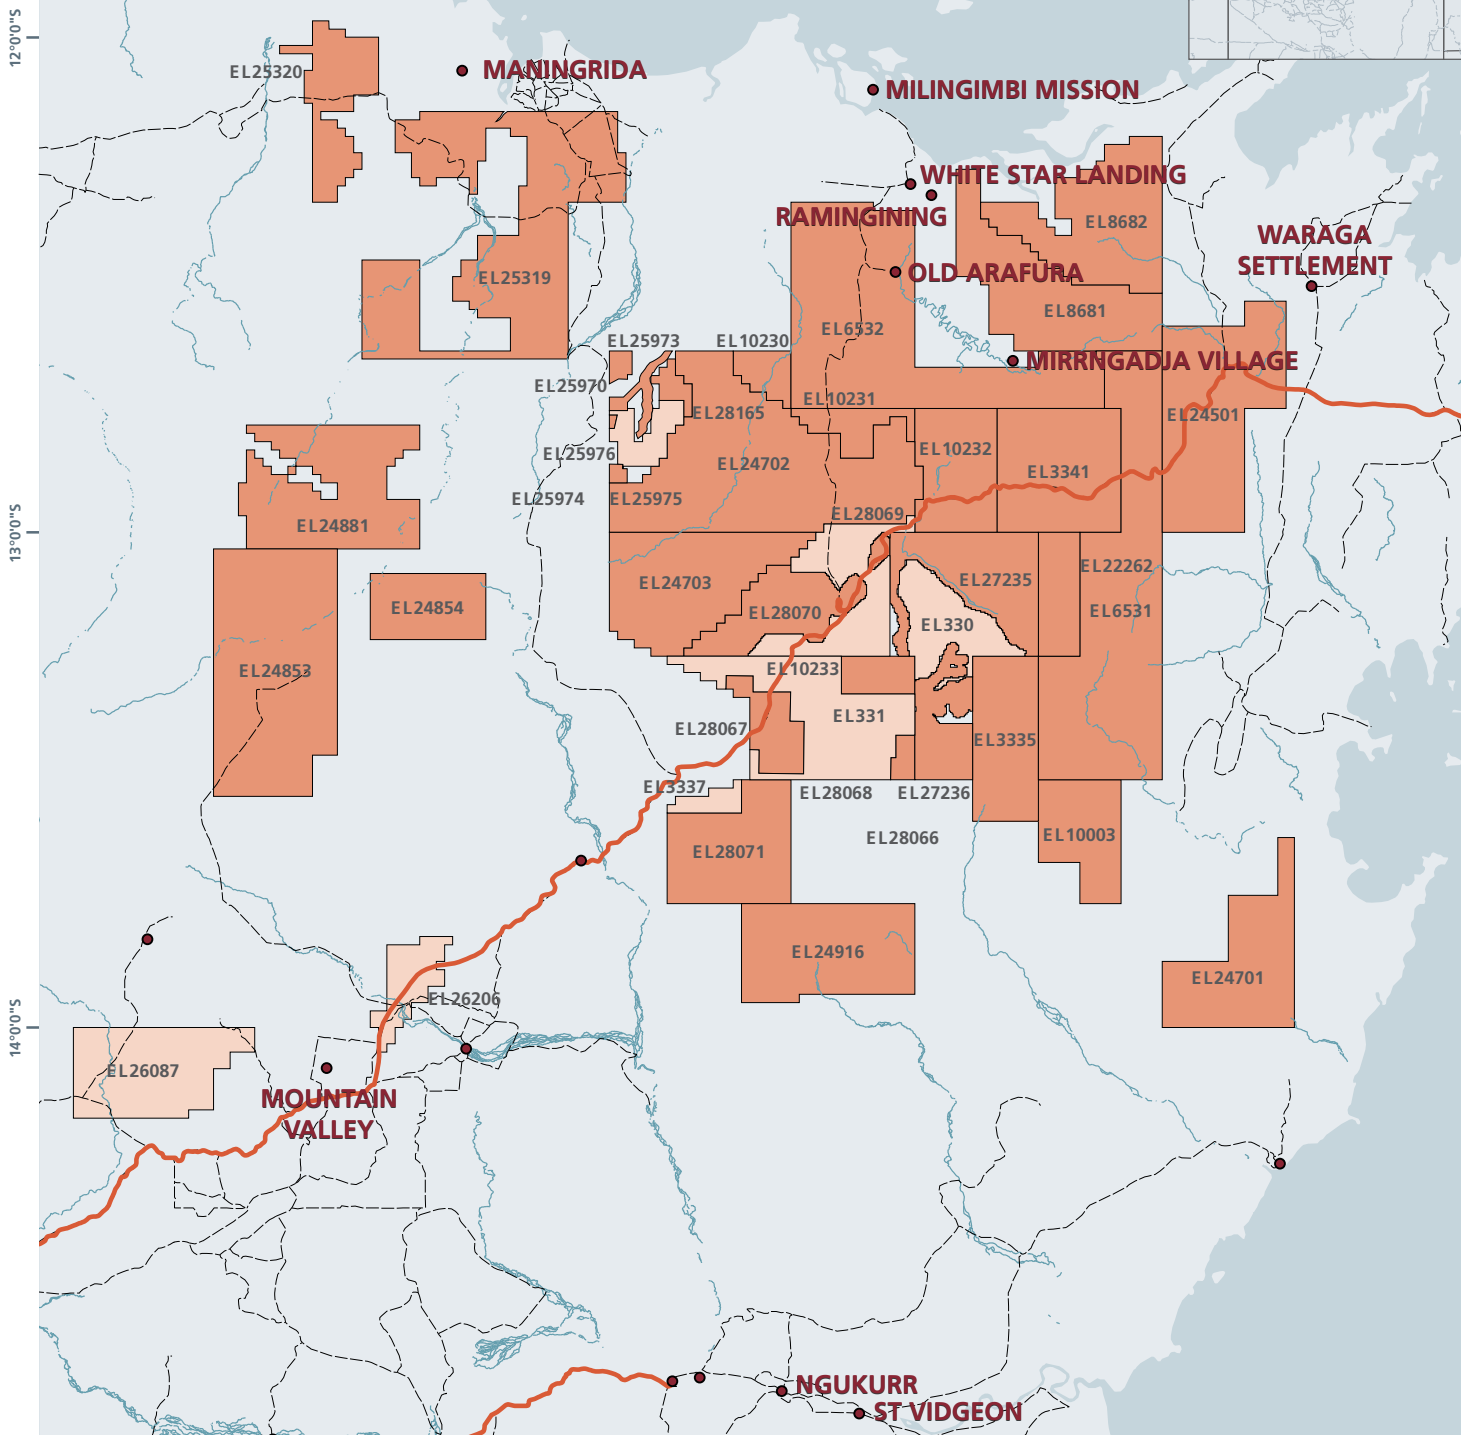 12°0'0"S
EL25320
MANINGRIDA
MILINGIMBI MISSION
WHITE STAR LANDING
RAMINGINING
EL8682
WARAGA
SETTLEMENT
OLD ARAFURA
EL25319
EL8681
EL6532
EL25973
EL10230
MIRRNGADJA VILLAGE
EL25970
EL10231
EL28165
EL24501
EL10232
EL25976
EL24702
EL3341
EL25974
EL25975
EL28069
EL24881
13°0'0"S
EL22262
EL24703
EL27235
EL24854
EL28070
EL6531
EL330
EL24853
EL10233
EL331
EL28067
EL3335
EL3337
EL28068
EL27236
EL28066
EL10003
EL28071
EL24916
EL24701
EL26206
14°0'0"S
EL26087
MOUNTAIN
VALLEY
NGUKURR
ST VIDGEON